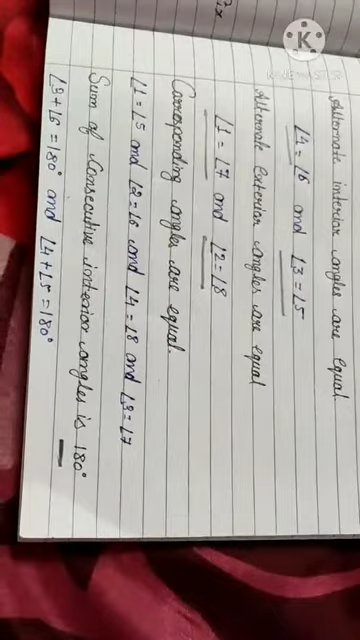 Alternate interior angles are equal.
∠4 = ∠6 and ∠3 = ∠5
Alternate Exterior angles are equal
∠1 = ∠7 and ∠2 = ∠8
Corresponding angles are equal.
∠1 = ∠5 and ∠2 = ∠6 and ∠4 = ∠8 and ∠3 = ∠7
Sum of Consecutive interior angles is 180°
∠3 + ∠6 = 180° and ∠4 + ∠5 = 180°
K
KINEMASTER